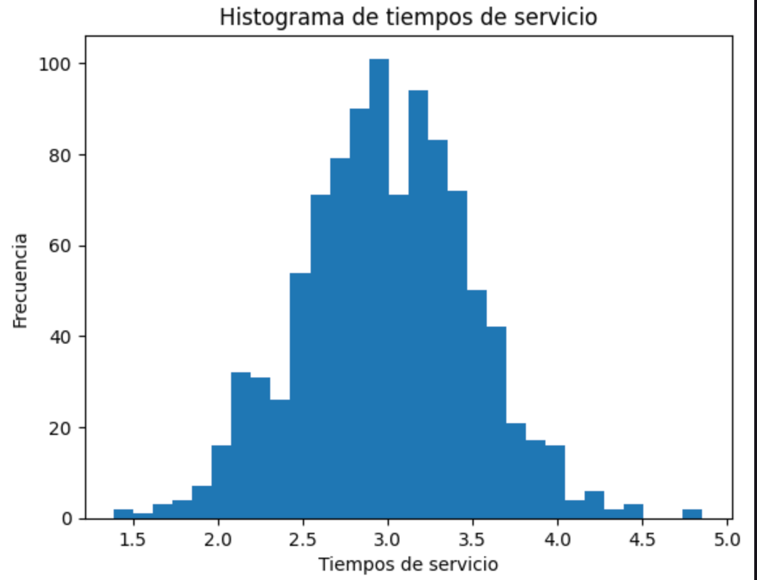 Histograma de tiempos de servicio
Frecuencia
100
80
60
40
20
0
1.5 2.0 2.5 3.0 3.5 4.0 4.5 5.0
Tiempos de servicio